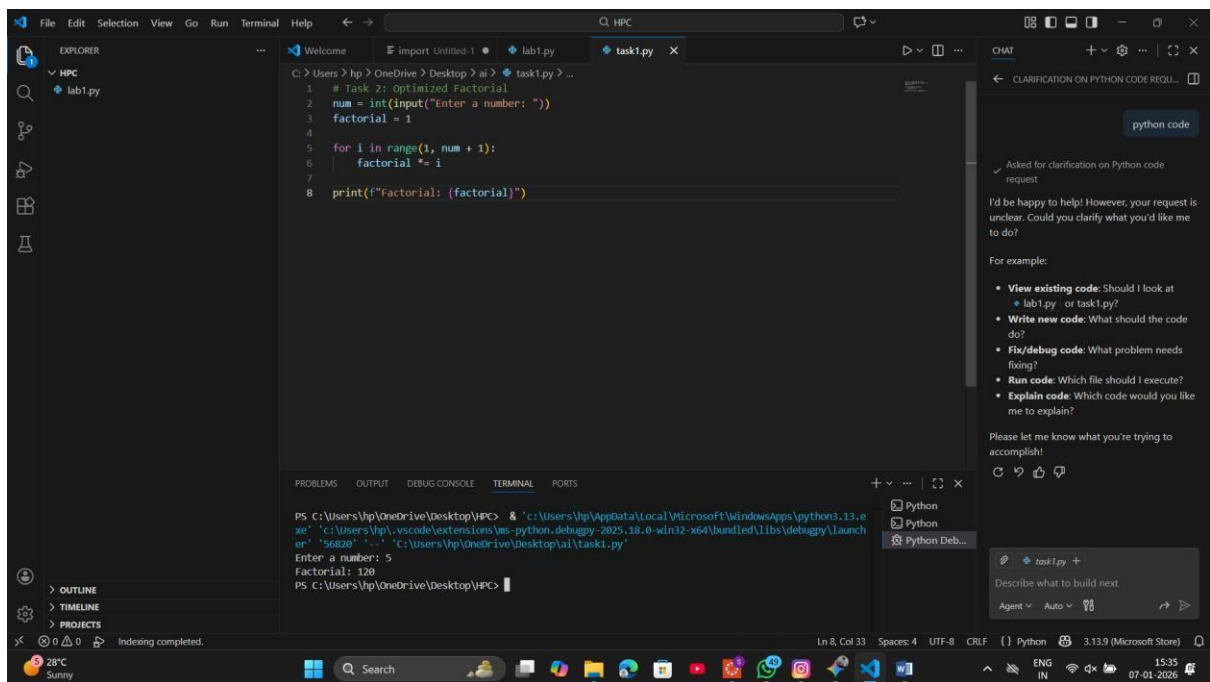 File Edit Selection View Go Run Terminal Help
HPC
EXPLORER
HPC
lab1.py
OUTLINE
TIMELINE
PROJECTS
Welcome import Untitled-1 lab1.py task1.py
C: > Users > hp > OneDrive > Desktop > ai > task1.py > ...
1 # Task 2: Optimized Factorial
2 num = int(input("Enter a number: "))
3 factorial = 1
4
5 for i in range(1, num + 1):
6 factorial *= i
7
8 print(f"Factorial: {factorial}")
PROBLEMS OUTPUT DEBUG CONSOLE TERMINAL PORTS
PS C:\Users\hp\OneDrive\Desktop\HPC> & 'c:\Users\hp\AppData\Local\Microsoft\WindowsApps\python3.13.e
xe' 'c:\Users\hp\.vscode\extensions\ms-python.debugpy-2025.18.0-win32-x64\bundled\libs\debugpy\launch
er' '56820' '--' 'C:\Users\hp\OneDrive\Desktop\ai\task1.py'
Enter a number: 5
Factorial: 120
PS C:\Users\hp\OneDrive\Desktop\HPC>
Python
Python
Python Deb...
CHAT
CLARIFICATION ON PYTHON CODE REQU...
python code
Asked for clarification on Python code
request
I'd be happy to help! However, your request is
unclear. Could you clarify what you'd like me
to do?
For example:
• View existing code: Should I look at
lab1.py or task1.py?
• Write new code: What should the code
do?
• Fix/debug code: What problem needs
fixing?
• Run code: Which file should I execute?
• Explain code: Which code would you like
me to explain?
Please let me know what you're trying to
accomplish!
task1.py
Describe what to build next
Agent Auto
0 0 Indexing completed.
Ln 8, Col 33 Spaces: 4 UTF-8 CRLF {} Python 3.13.9 (Microsoft Store)
28°C
Sunny
Search
ENG
IN
15:35
07-01-2026